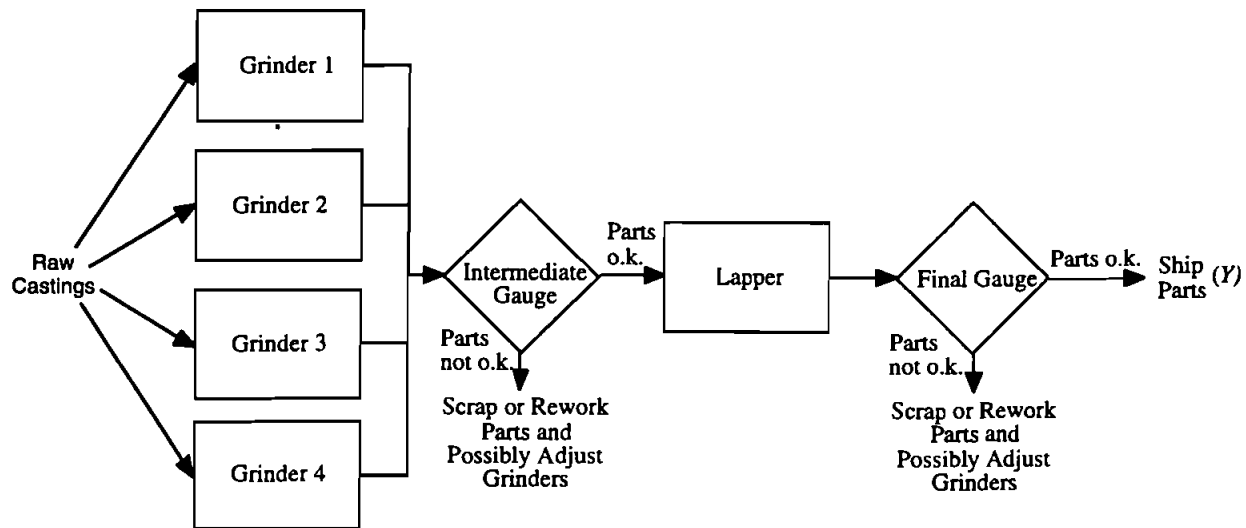 Raw
Castings
Grinder 1
Grinder 2
Grinder 3
Grinder 4
Intermediate
Gauge
Parts
o.k.
Parts
not o.k.
Scrap or Rework
Parts and
Possibly Adjust
Grinders
Lapper
Final Gauge
Parts o.k.
Ship
Parts (Y)
Parts
not o.k.
Scrap or Rework
Parts and
Possibly Adjust
Grinders